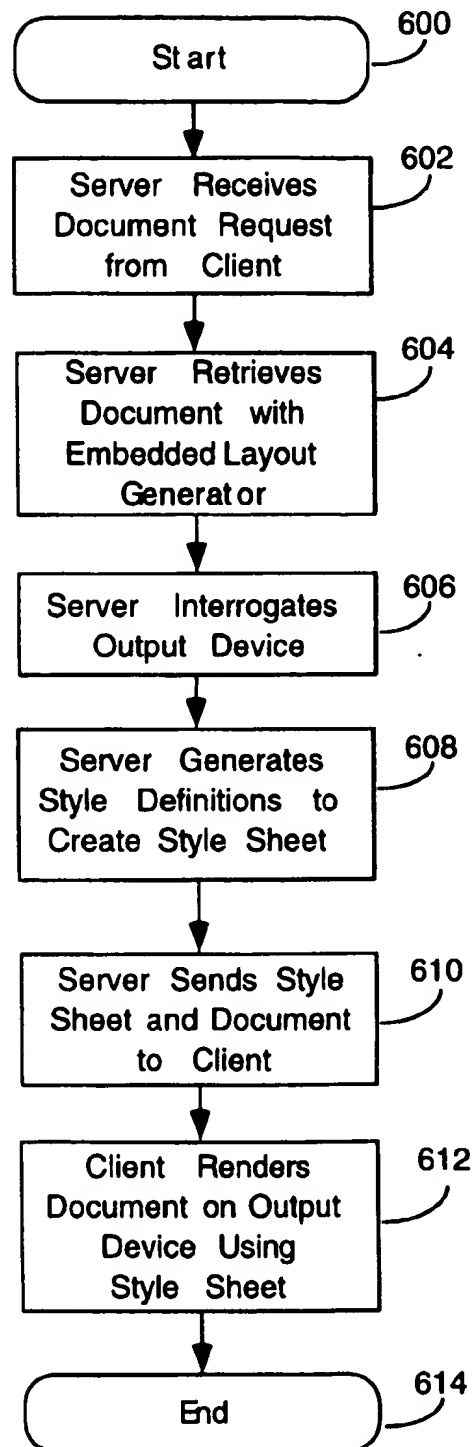 600
Start
602
Server Receives
Document Request
from Client
604
Server Retrieves
Document with
Embedded Layout
Generator
606
Server Interrogates
Output Device
608
Server Generates
Style Definitions to
Create Style Sheet
610
Server Sends Style
Sheet and Document
to Client
612
Client Renders
Document on Output
Device Using
Style Sheet
614
End